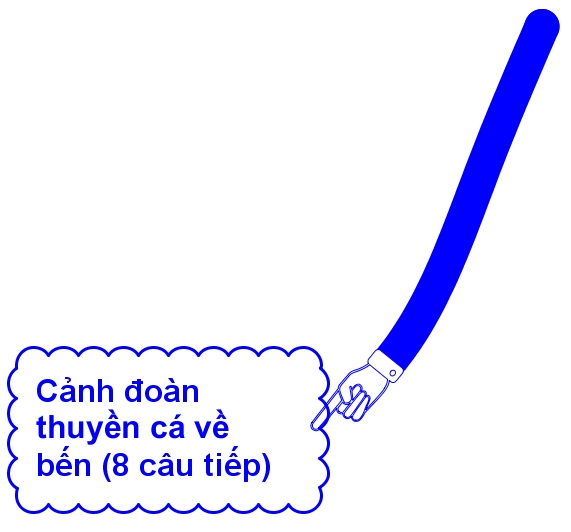 Cảnh đoàn
thuyền cá về
bến (8 câu tiếp)